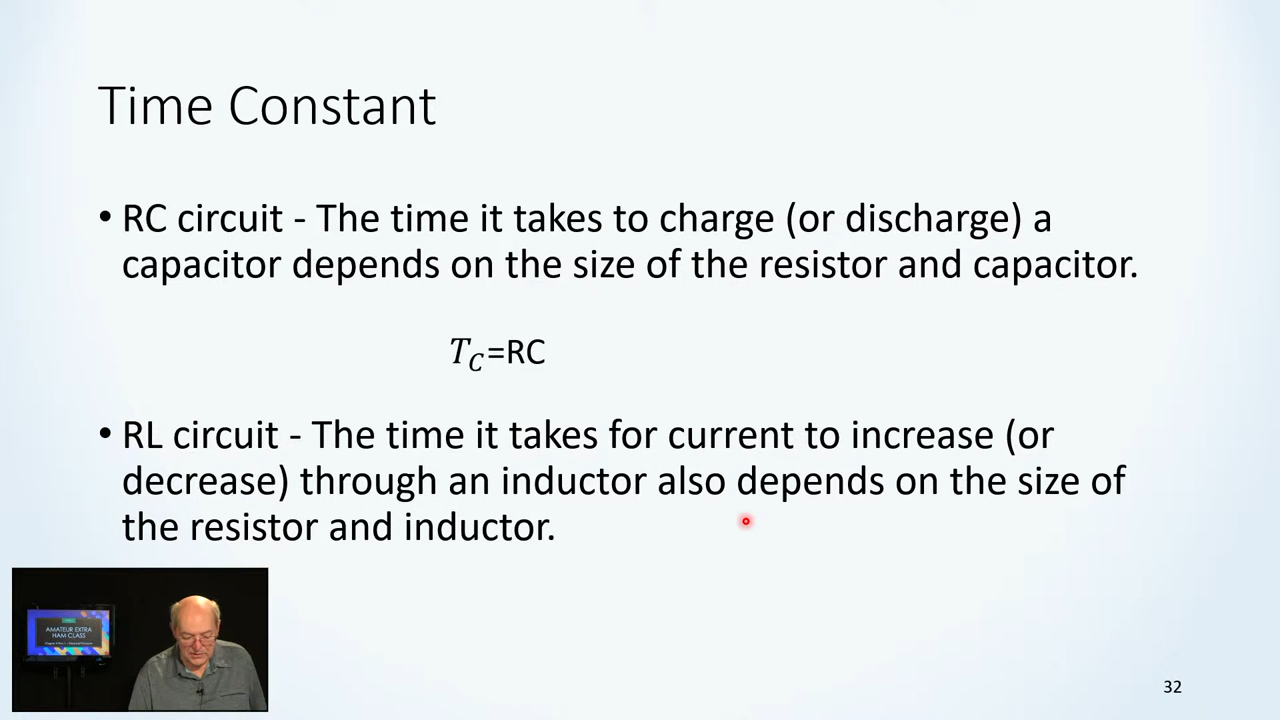 Time Constant
• RC circuit - The time it takes to charge (or discharge) a
capacitor depends on the size of the resistor and capacitor.
T_C=RC
• RL circuit - The time it takes for current to increase (or
decrease) through an inductor also depends on the size of
the resistor and inductor.
AMATEUR EXTRA
HAM CLASS
32